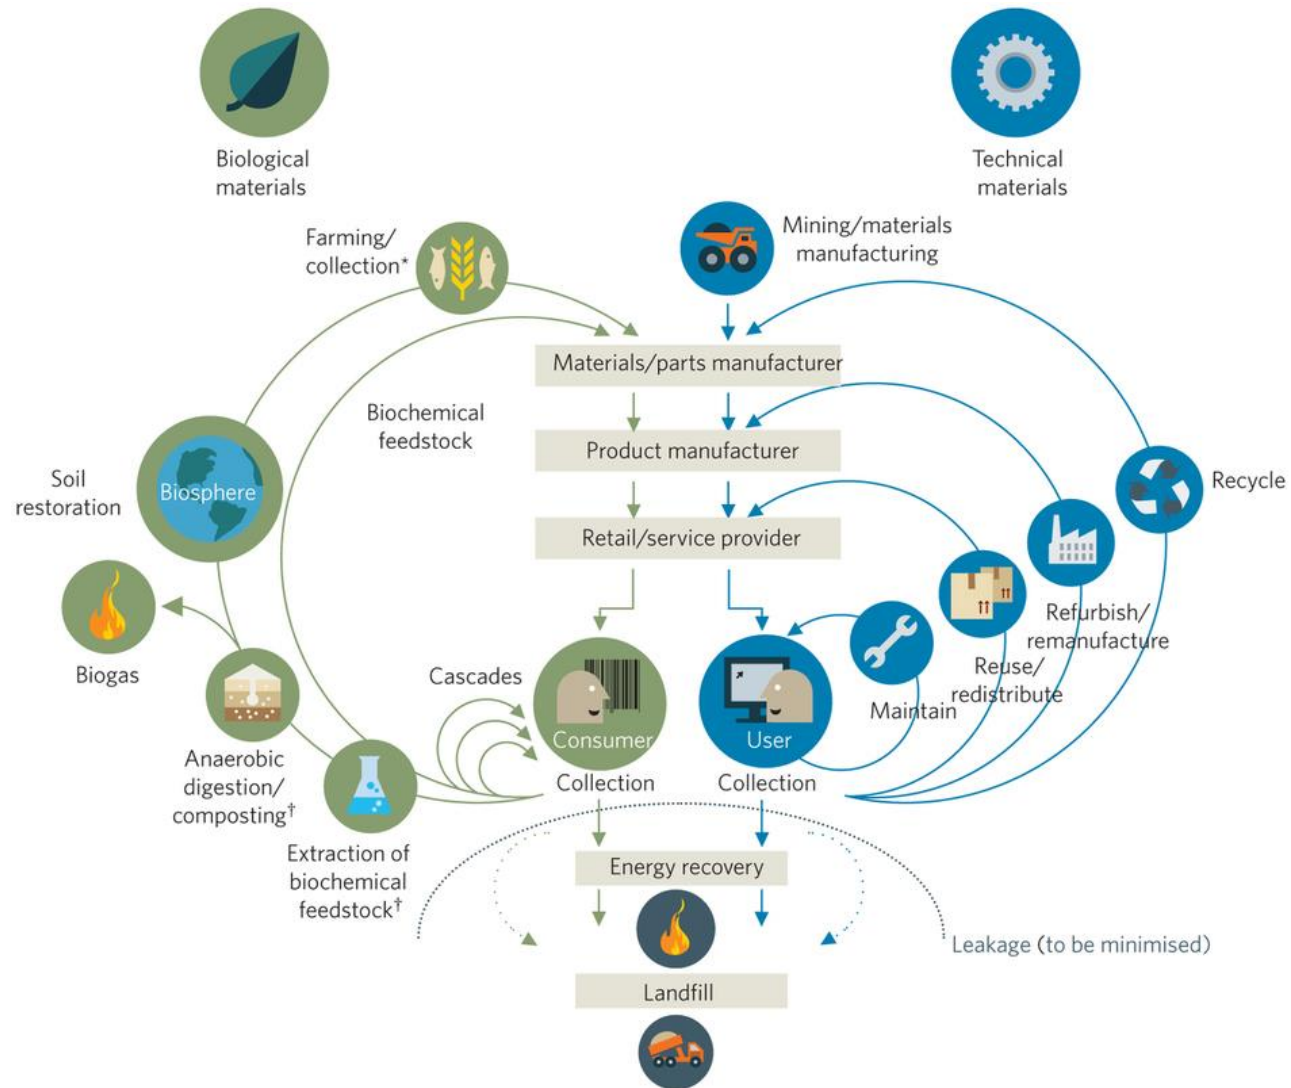 Biological
materials
Technical
materials
Farming/
collection*
Mining/materials
manufacturing
Materials/parts manufacturer
Biochemical
feedstock
Product manufacturer
Soil
restoration
Biosphere
Recycle
Retail/service provider
Biogas
Refurbish/
remanufacture
Reuse/
redistribute
Cascades
Maintain
Consumer
User
Anaerobic
digestion/
composting†
Collection
Collection
Extraction of
biochemical
feedstock†
Energy recovery
Leakage (to be minimised)
Landfill